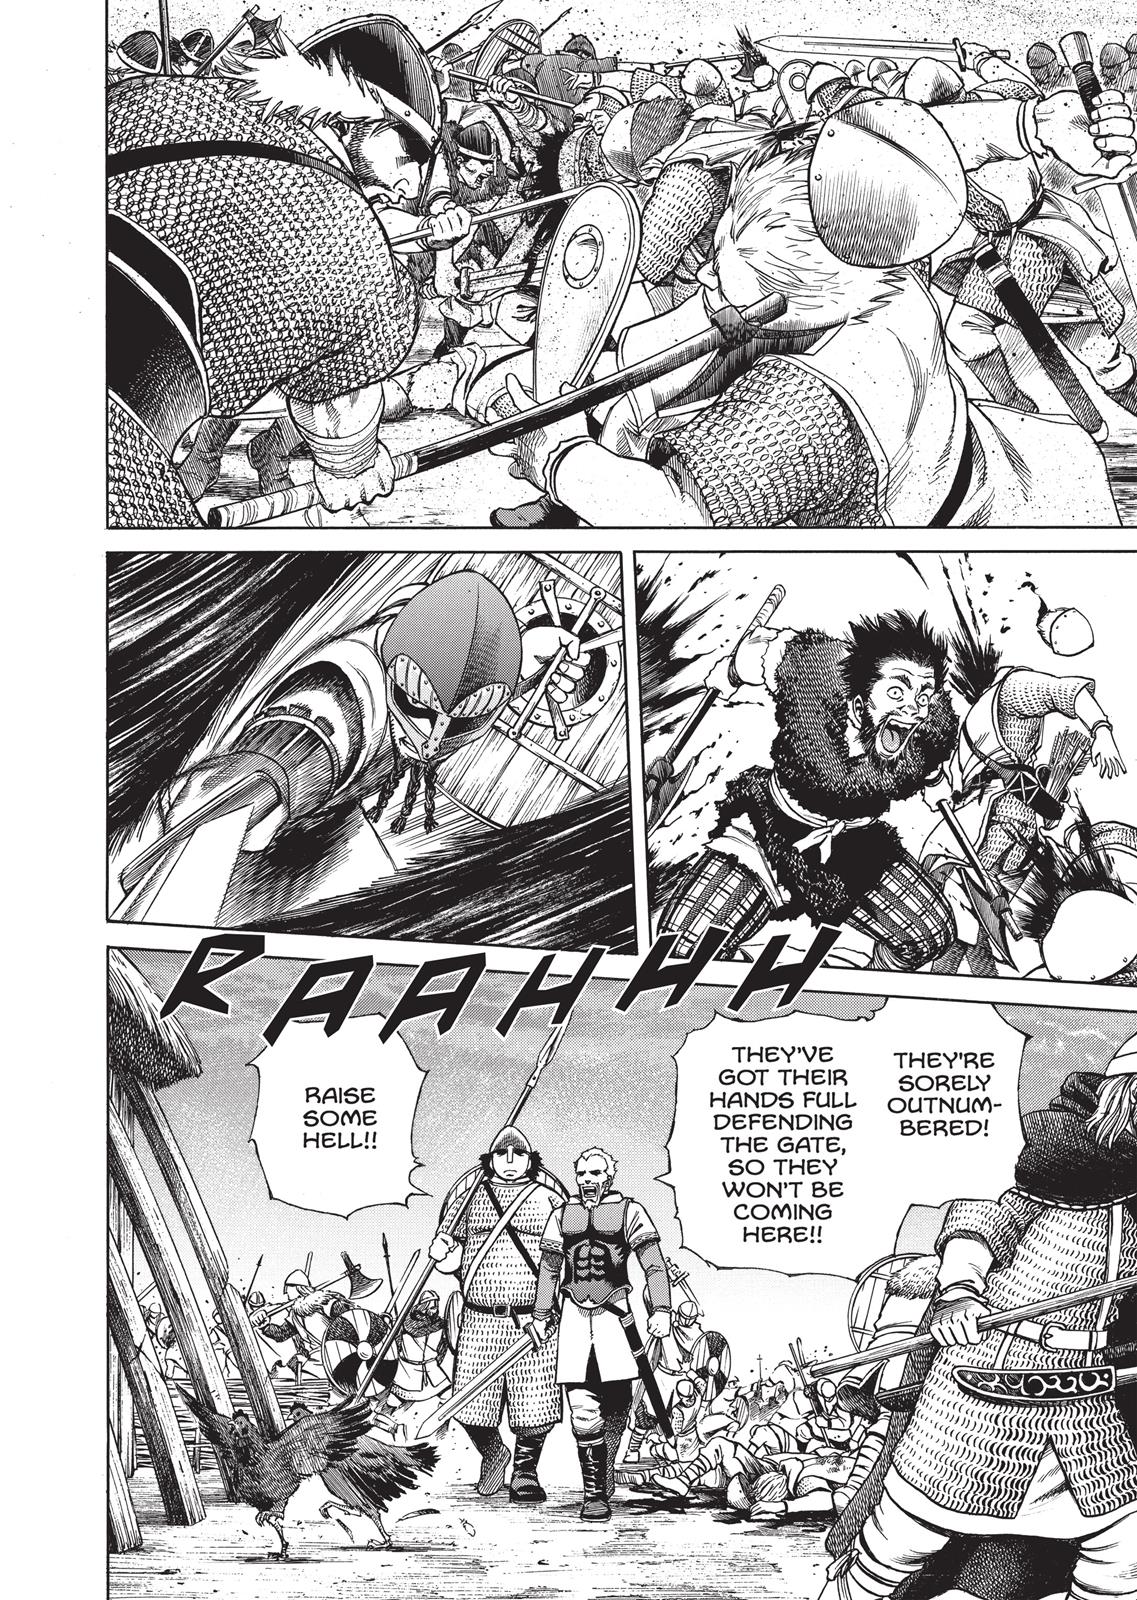 RAAHHH
THEY'RE
SORELY
OUTNUM-
BERED!
THEY'VE
GOT THEIR
HANDS FULL
DEFENDING
THE GATE,
SO THEY
WON'T BE
COMING
HERE!!
RAISE
SOME
HELL!!